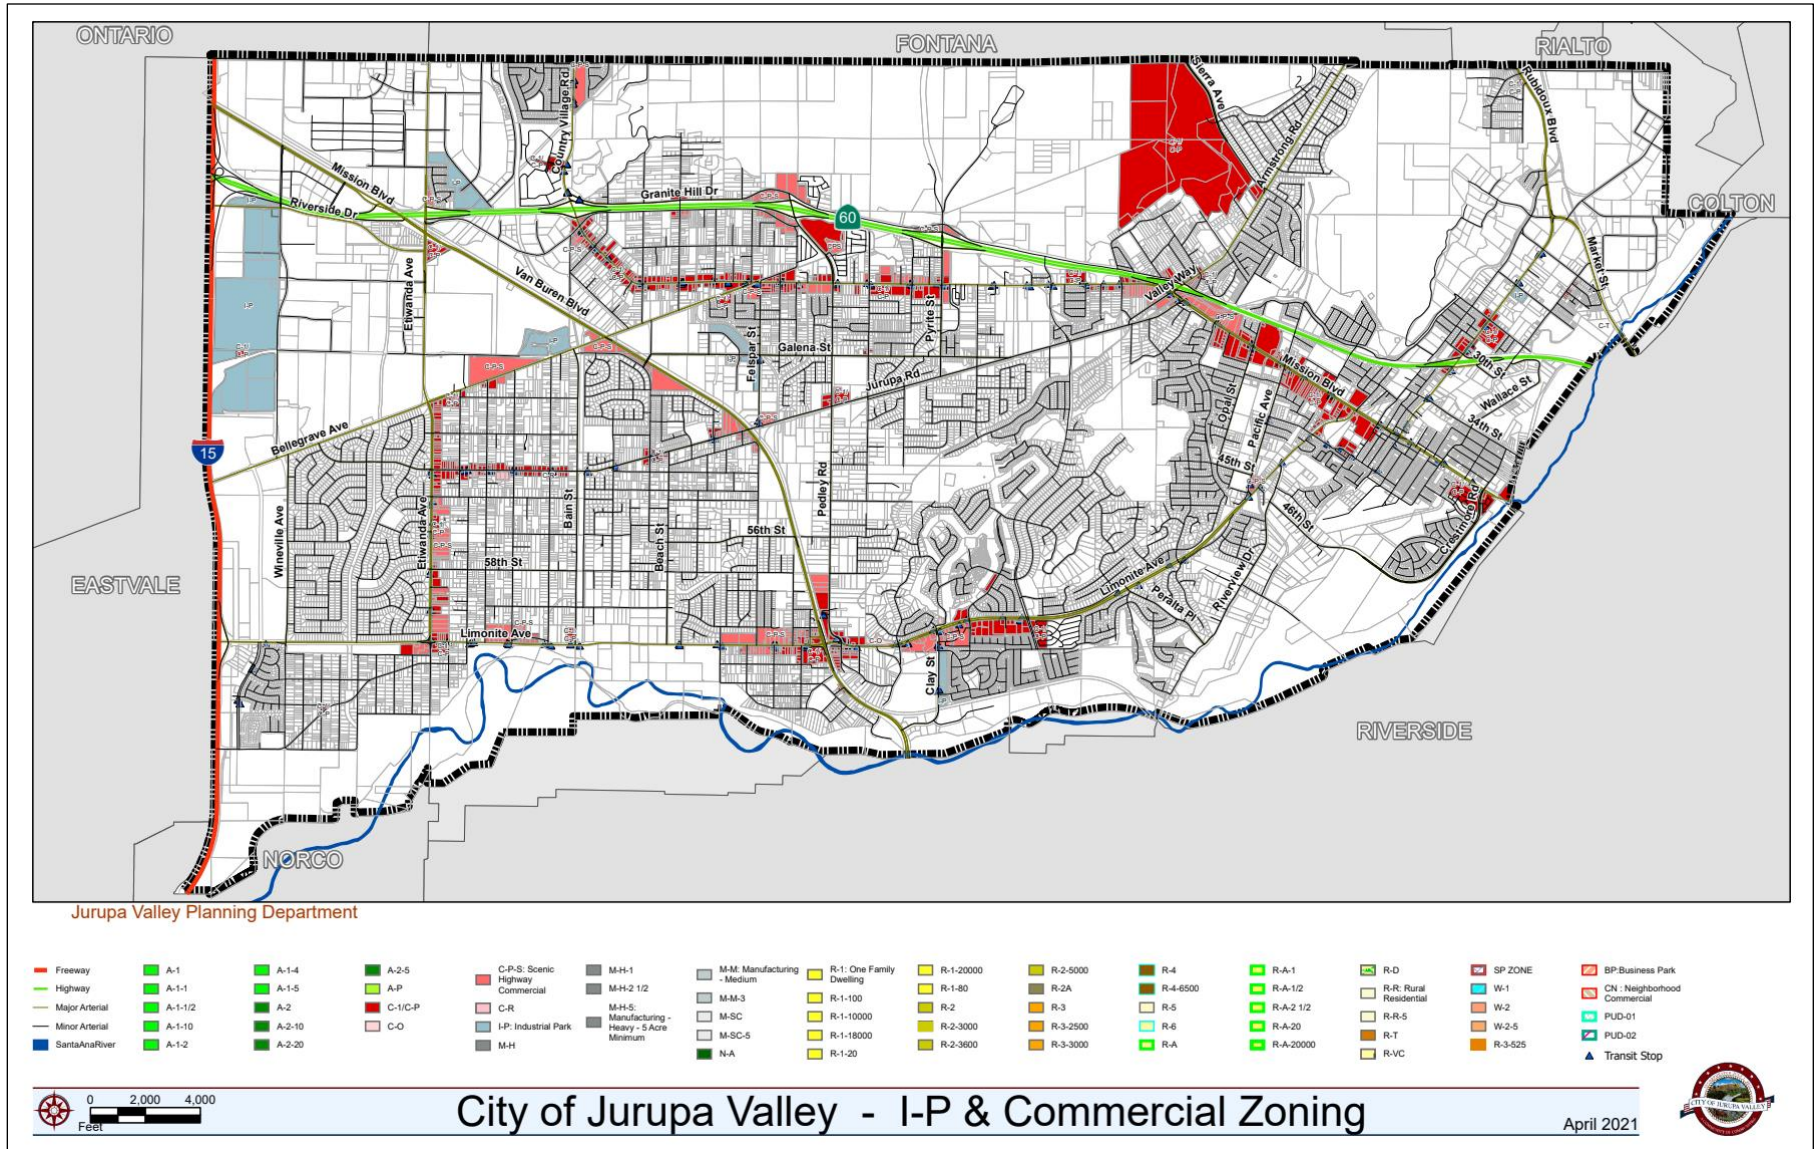 ONTARIO
FONTANA
RIALTO
COLTON
EASTVALE
NORCO
RIVERSIDE
Country Village Rd
Sierra Ave
Armstrong Rd
Rubidoux Blvd
Market St
Mission Blvd
Riverside Dr
Granite Hill Dr
60
Van Buren Blvd
Etiwanda Ave
Valley Way
Pyrite St
Felspar St
Galena St
Jurupa Rd
Mission Blvd
30th St
Wallace St
34th St
Opal St
Pacific Ave
45th St
46th St
Crestmore Rd
15
Bellegrave Ave
Wineville Ave
Etiwanda Ave
Bain St
Beach St
Pedley Rd
56th St
58th St
Limonite Ave
Limonite Ave
Peralta Pl
Riverview Dr
Clay St
C-P-S
C-P-S
C-P-S
C-P-S
C-P-S
I-P
I-P
I-P
C-T
C-O
Jurupa Valley Planning Department
Freeway
Highway
Major Arterial
Minor Arterial
SantaAnaRiver
A-1
A-1-1
A-1-1/2
A-1-10
A-1-2
A-1-4
A-1-5
A-2
A-2-10
A-2-20
A-2-5
A-P
C-1/C-P
C-O
C-P-S: Scenic
Highway
Commercial
C-R
I-P: Industrial Park
M-H
M-H-1
M-H-2 1/2
M-H-5:
Manufacturing -
Heavy - 5 Acre
Minimum
M-M: Manufacturing
- Medium
M-M-3
M-SC
M-SC-5
N-A
R-1: One Family
Dwelling
R-1-100
R-1-10000
R-1-18000
R-1-20
R-1-20000
R-1-80
R-2
R-2-3000
R-2-3600
R-2-5000
R-2A
R-3
R-3-2500
R-3-3000
R-4
R-4-6500
R-5
R-6
R-A
R-A-1
R-A-1/2
R-A-2 1/2
R-A-20
R-A-20000
R-D
R-R: Rural
Residential
R-R-5
R-T
R-VC
SP ZONE
W-1
W-2
W-2-5
R-3-525
BP:Business Park
CN : Neighborhood
Commercial
PUD-01
PUD-02
Transit Stop
0 2,000 4,000
Feet
City of Jurupa Valley - I-P & Commercial Zoning
April 2021
CITY OF JURUPA VALLEY